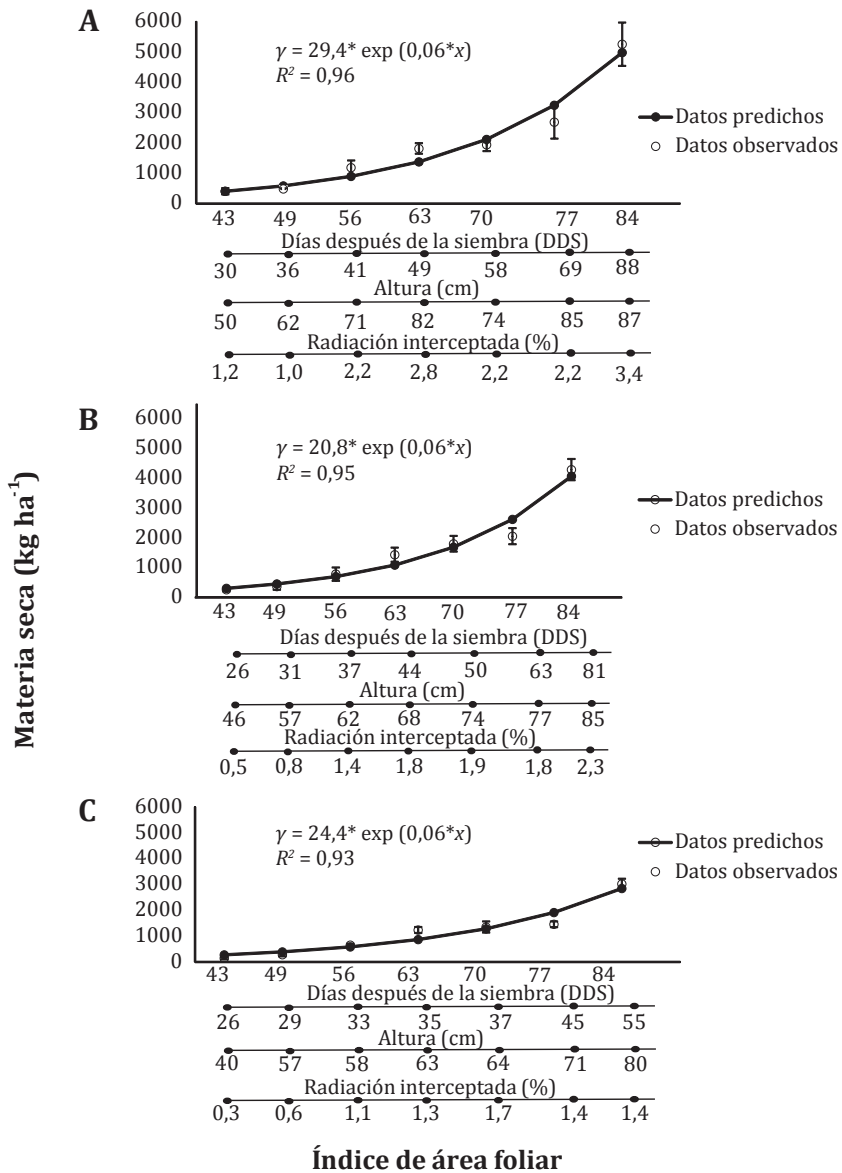 Materia seca (kg ha-1)
A
6000
5000
4000
3000
2000
1000
0
γ = 29,4* exp (0,06*x)
R² = 0,96
Datos predichos
Datos observados
43 49 56 63 70 77 84
Días después de la siembra (DDS)
30 36 41 49 58 69 88
Altura (cm)
50 62 71 82 74 85 87
Radiación interceptada (%)
1,2 1,0 2,2 2,8 2,2 2,2 3,4
B
6000
5000
4000
3000
2000
1000
0
γ = 20,8* exp (0,06*x)
R² = 0,95
Datos predichos
Datos observados
43 49 56 63 70 77 84
Días después de la siembra (DDS)
26 31 37 44 50 63 81
Altura (cm)
46 57 62 68 74 77 85
Radiación interceptada (%)
0,5 0,8 1,4 1,8 1,9 1,8 2,3
C
6000
5000
4000
3000
2000
1000
0
γ = 24,4* exp (0,06*x)
R² = 0,93
Datos predichos
Datos observados
43 49 56 63 70 77 84
Días después de la siembra (DDS)
26 29 33 35 37 45 55
Altura (cm)
40 57 58 63 64 71 80
Radiación interceptada (%)
0,3 0,6 1,1 1,3 1,7 1,4 1,4
Índice de área foliar